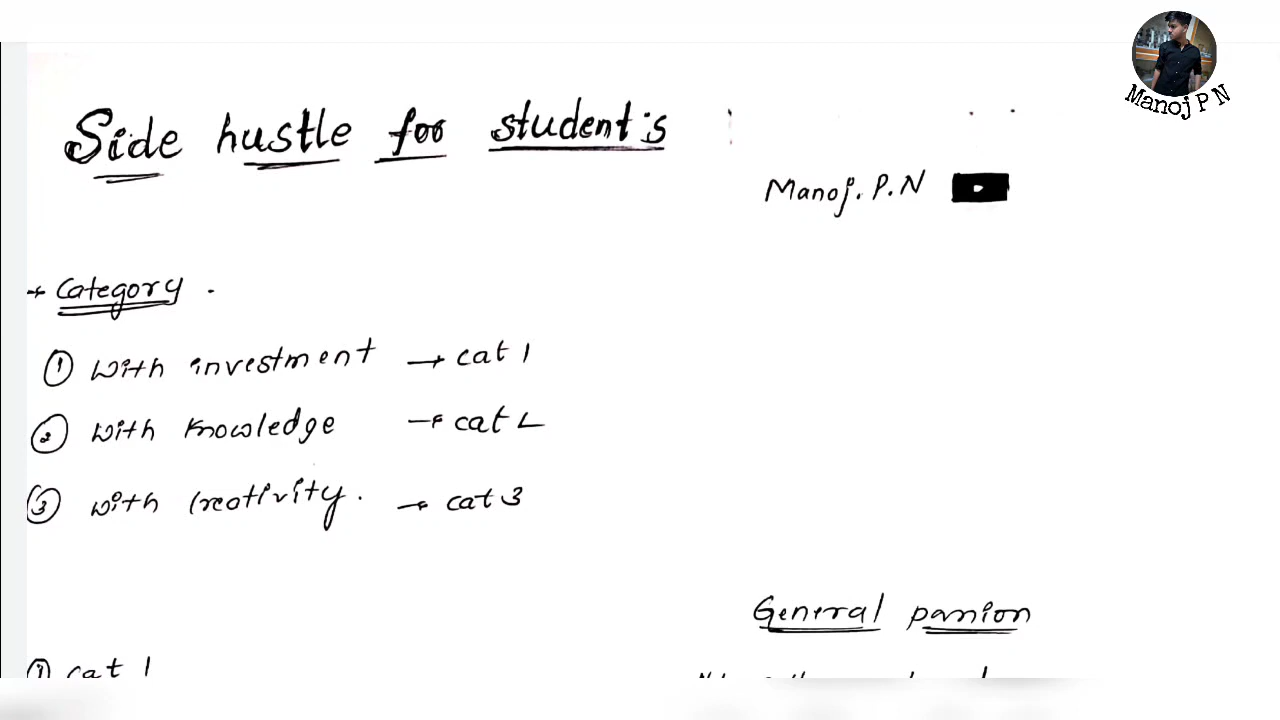 Manoj P N
Side hustle for student's
Manoj. P. N
→ Category.
① With investment → cat 1
② With knowledge → cat 2
③ With creativity. → cat 3
General passion
① cat 1